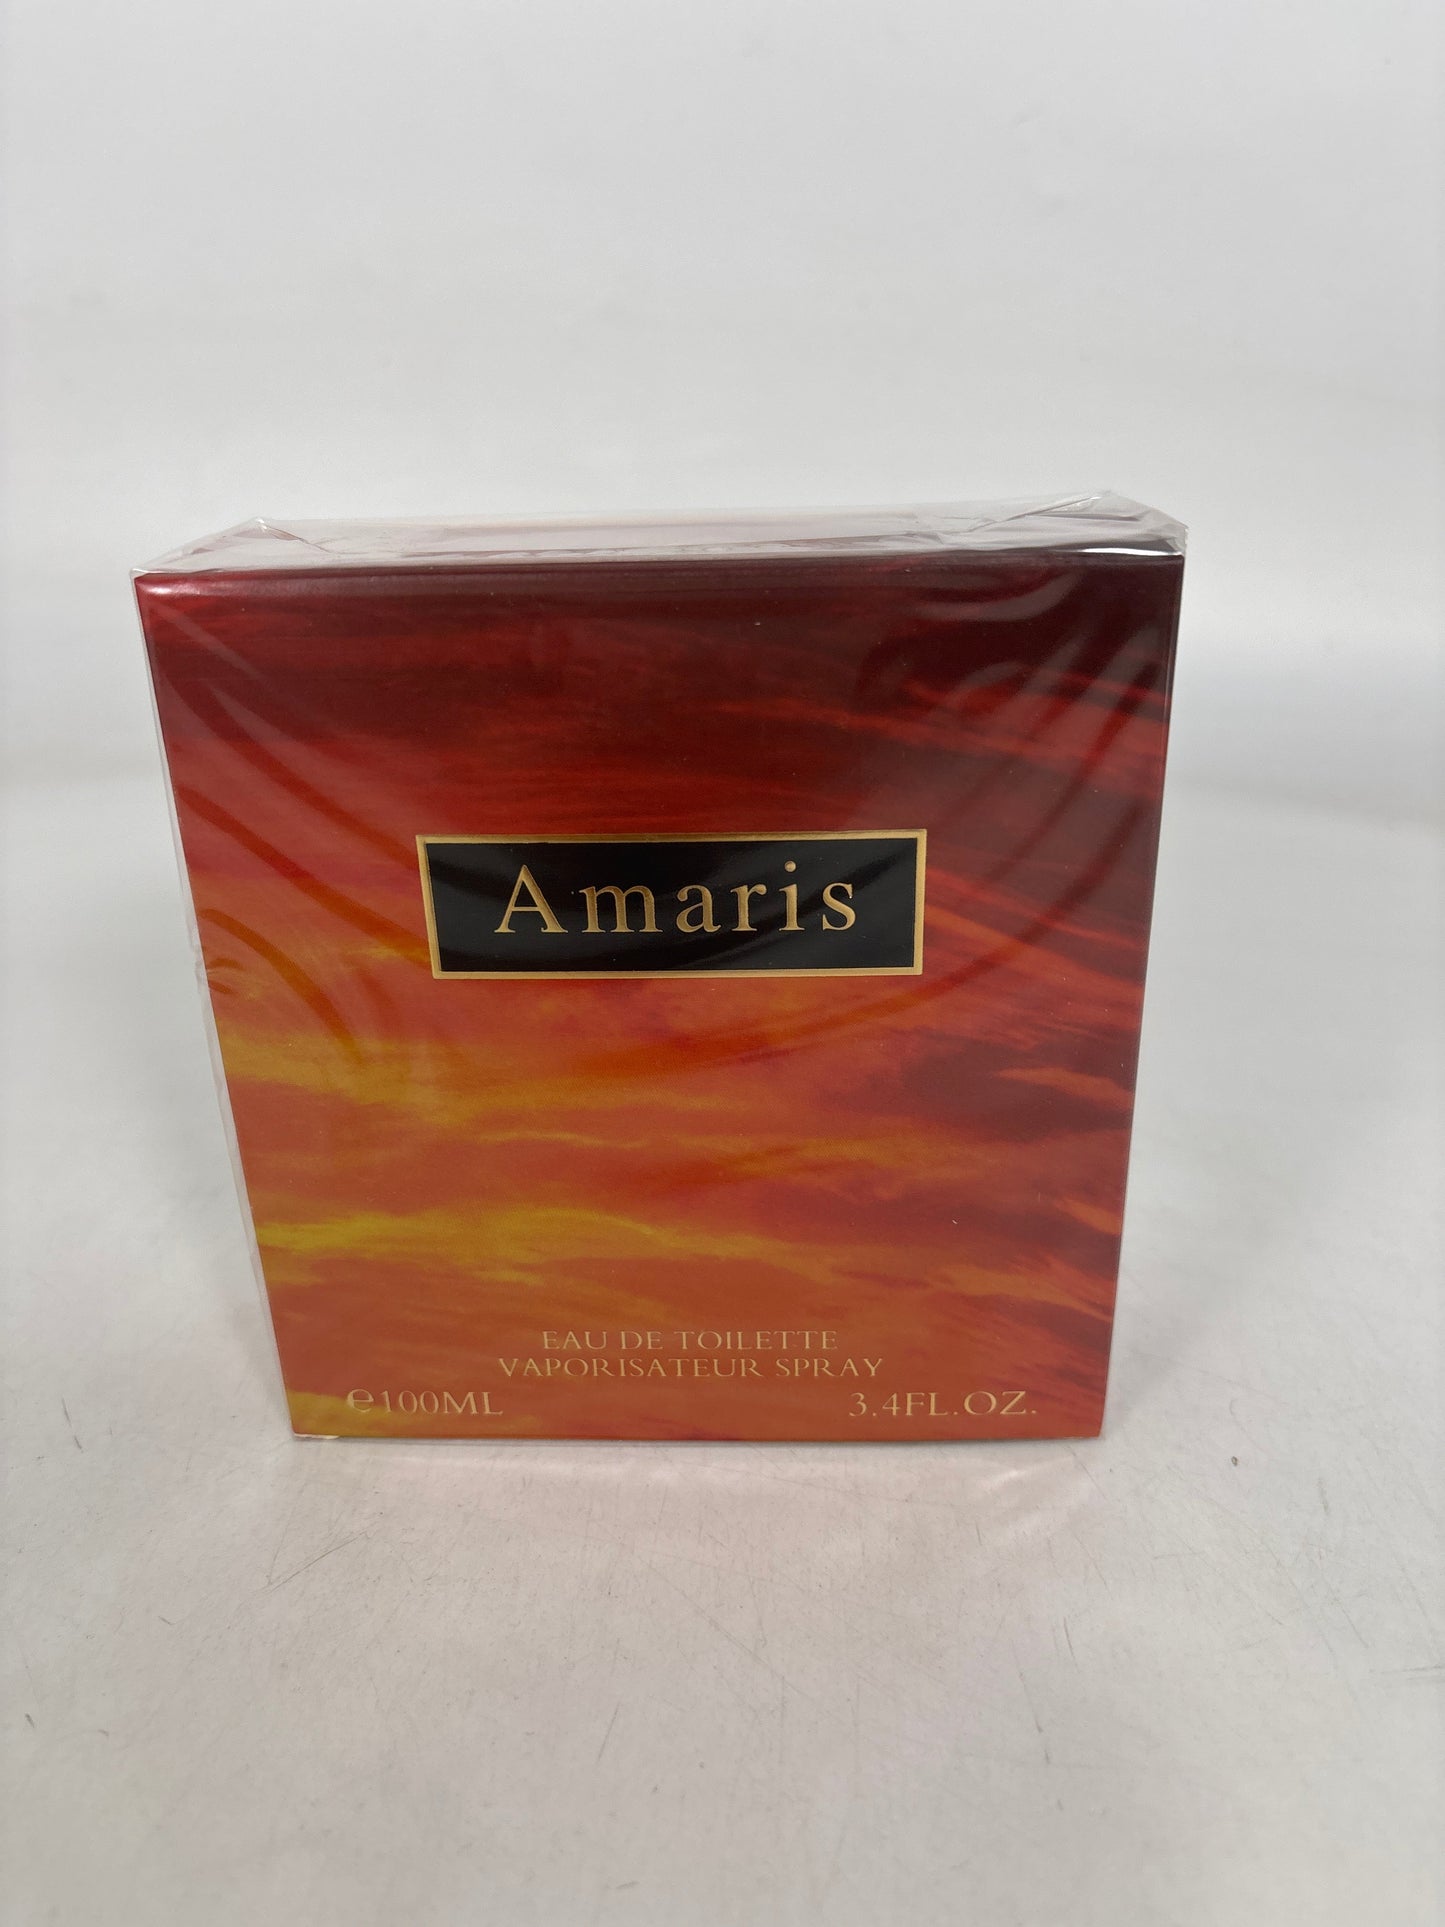 Amaris
EAU DE TOILETTE
VAPORISATEUR SPRAY
℮100ML 3.4FL.OZ.